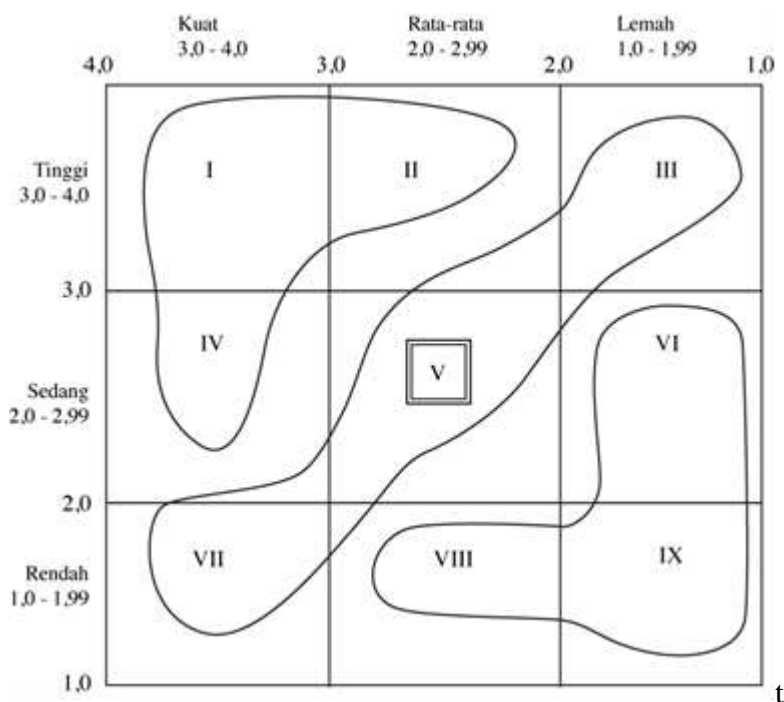 Kuat
3,0 - 4,0
Rata-rata
2,0 - 2,99
Lemah
1,0 - 1,99
4,0 3,0 2,0 1,0
Tinggi
3,0 - 4,0
I II III
3,0
Sedang
2,0 - 2,99
IV V VI
2,0
Rendah
1,0 - 1,99
VII VIII IX
1,0